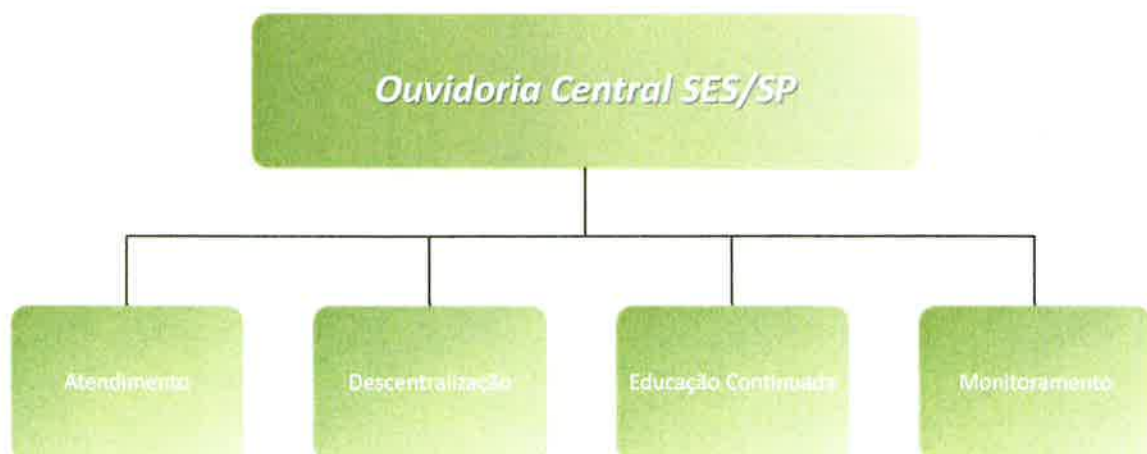 Ouvidoria Central SES/SP
Atendimento
Descentralização
Educação Continuada
Monitoramento